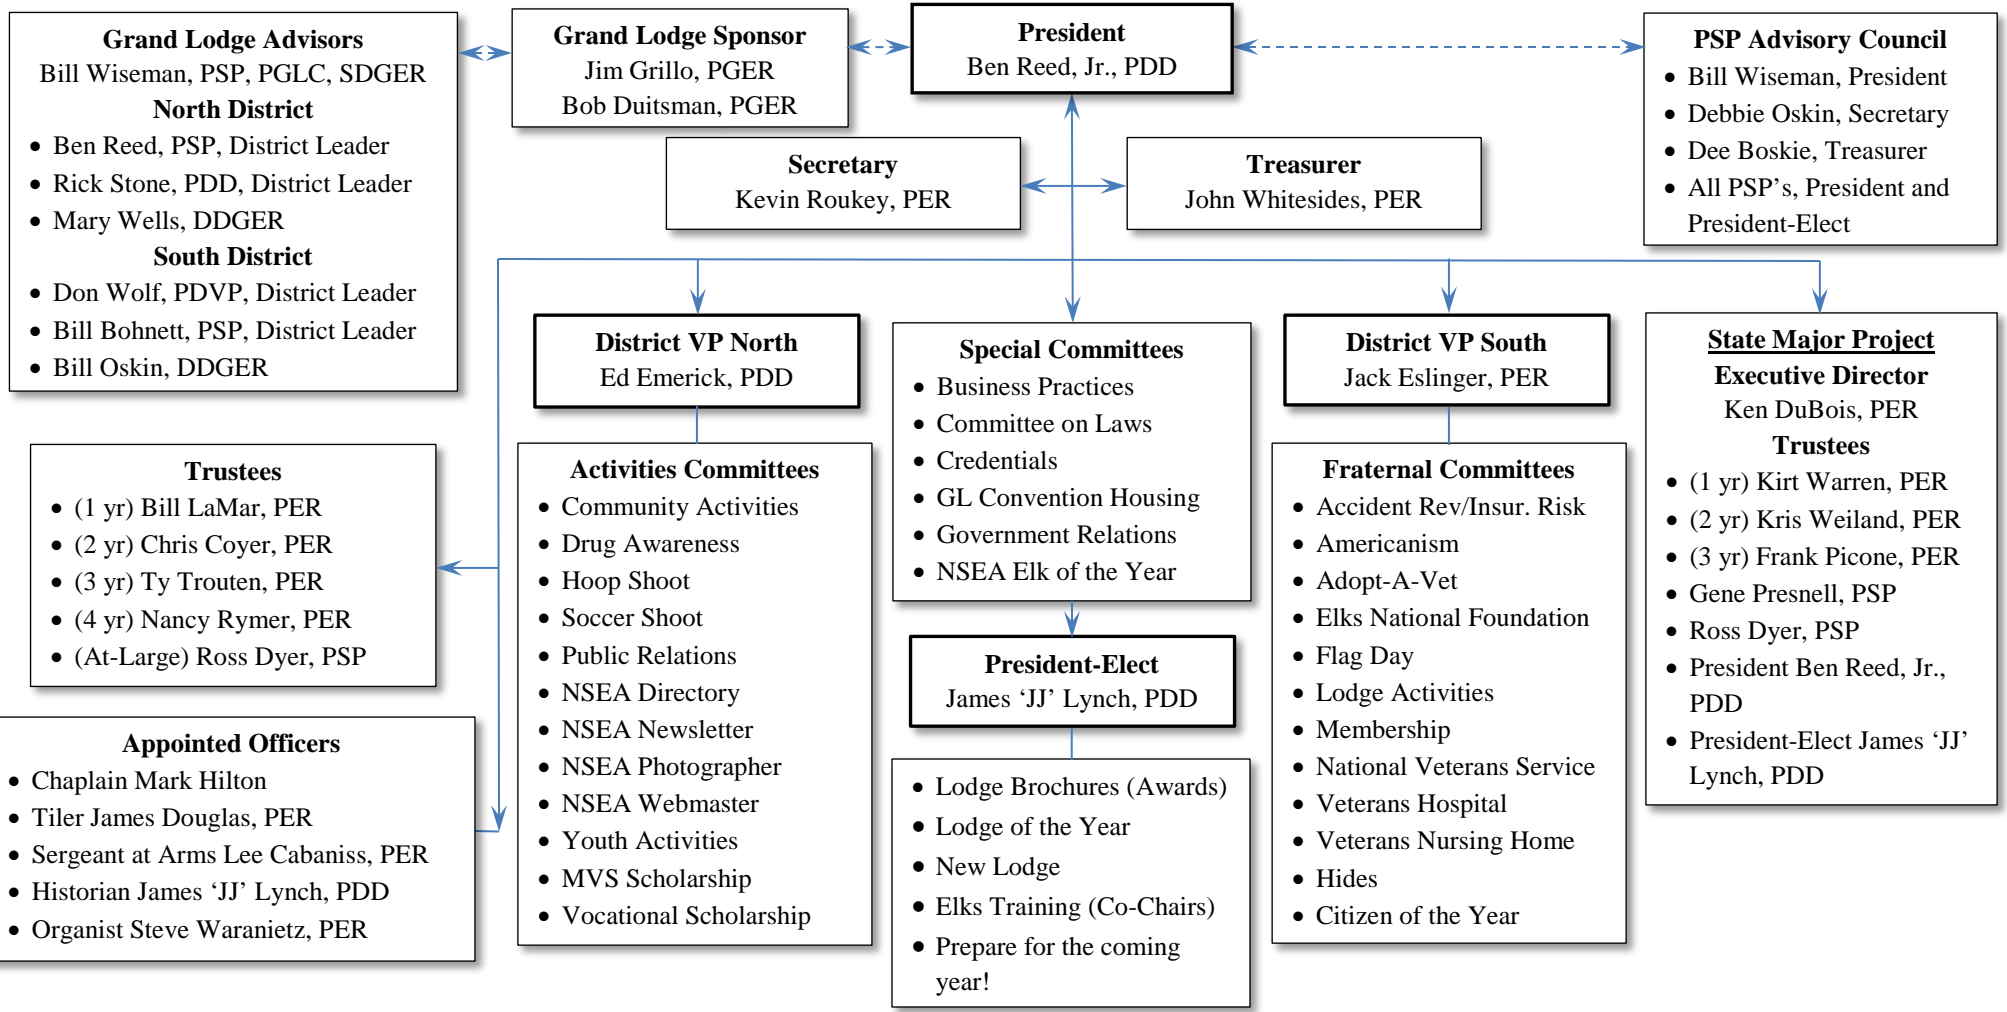 Grand Lodge Advisors
Bill Wiseman, PSP, PGLC, SDGER
North District
• Ben Reed, PSP, District Leader
• Rick Stone, PDD, District Leader
• Mary Wells, DDGER
South District
• Don Wolf, PDVP, District Leader
• Bill Bohnett, PSP, District Leader
• Bill Oskin, DDGER
Grand Lodge Sponsor
Jim Grillo, PGER
Bob Duitsman, PGER
President
Ben Reed, Jr., PDD
PSP Advisory Council
• Bill Wiseman, President
• Debbie Oskin, Secretary
• Dee Boskie, Treasurer
• All PSP’s, President and
President-Elect
Secretary
Kevin Roukey, PER
Treasurer
John Whitesides, PER
District VP North
Ed Emerick, PDD
Special Committees
• Business Practices
• Committee on Laws
• Credentials
• GL Convention Housing
• Government Relations
• NSEA Elk of the Year
District VP South
Jack Eslinger, PER
State Major Project
Executive Director
Ken DuBois, PER
Trustees
• (1 yr) Kirt Warren, PER
• (2 yr) Kris Weiland, PER
• (3 yr) Frank Picone, PER
• Gene Presnell, PSP
• Ross Dyer, PSP
• President Ben Reed, Jr.,
PDD
• President-Elect James ‘JJ’
Lynch, PDD
Trustees
• (1 yr) Bill LaMar, PER
• (2 yr) Chris Coyer, PER
• (3 yr) Ty Trouten, PER
• (4 yr) Nancy Rymer, PER
• (At-Large) Ross Dyer, PSP
Activities Committees
• Community Activities
• Drug Awareness
• Hoop Shoot
• Soccer Shoot
• Public Relations
• NSEA Directory
• NSEA Newsletter
• NSEA Photographer
• NSEA Webmaster
• Youth Activities
• MVS Scholarship
• Vocational Scholarship
President-Elect
James ‘JJ’ Lynch, PDD
• Lodge Brochures (Awards)
• Lodge of the Year
• New Lodge
• Elks Training (Co-Chairs)
• Prepare for the coming
year!
Fraternal Committees
• Accident Rev/Insur. Risk
• Americanism
• Adopt-A-Vet
• Elks National Foundation
• Flag Day
• Lodge Activities
• Membership
• National Veterans Service
• Veterans Hospital
• Veterans Nursing Home
• Hides
• Citizen of the Year
Appointed Officers
• Chaplain Mark Hilton
• Tiler James Douglas, PER
• Sergeant at Arms Lee Cabaniss, PER
• Historian James ‘JJ’ Lynch, PDD
• Organist Steve Waranietz, PER